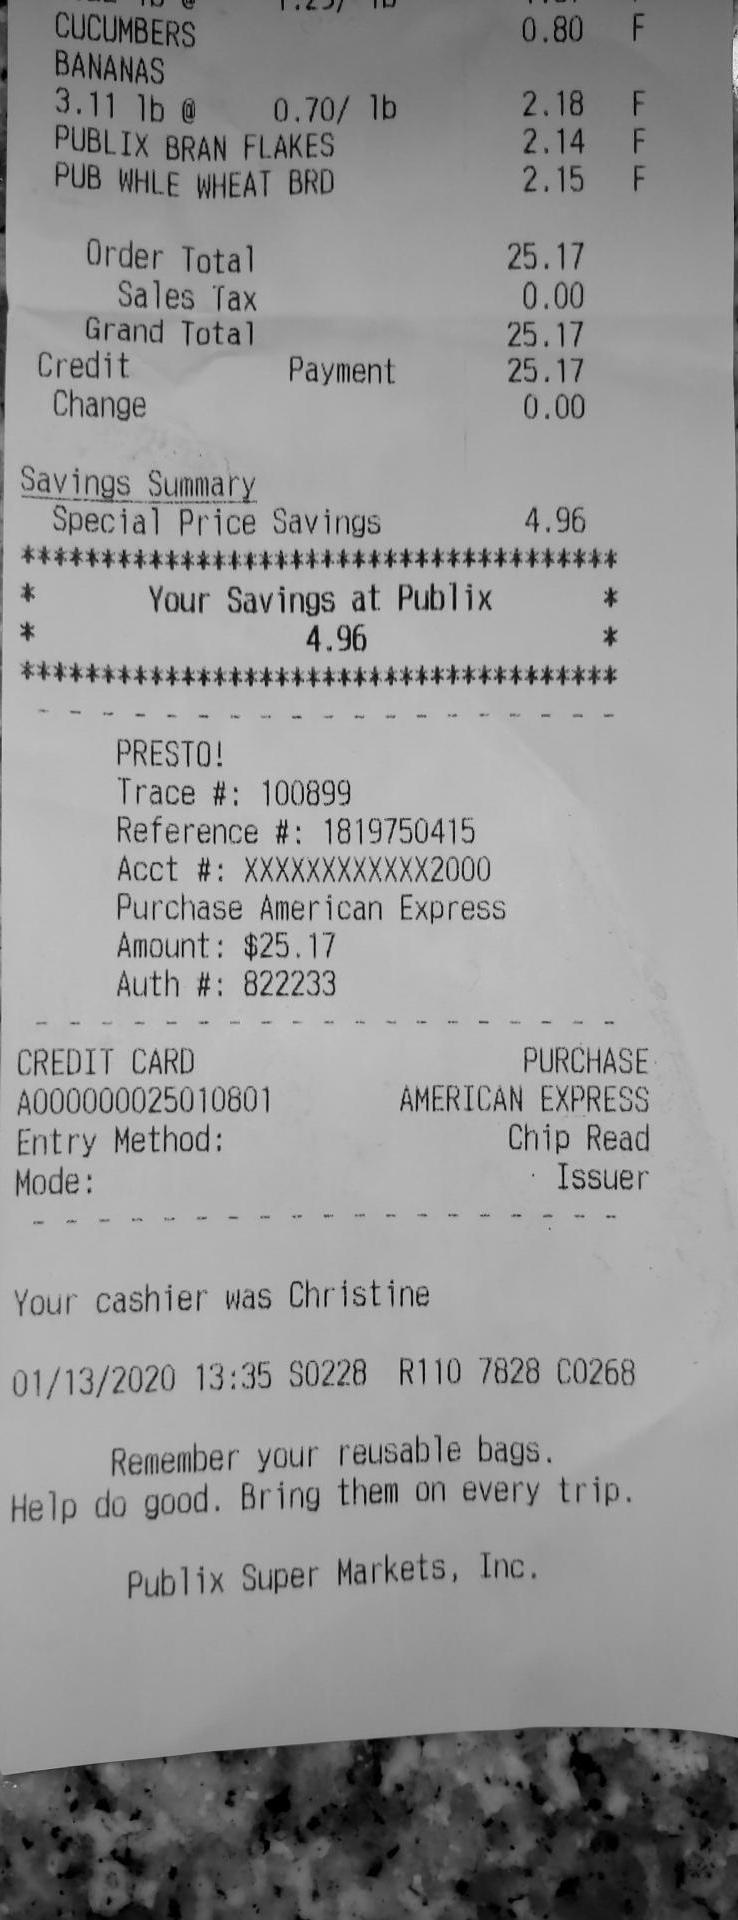 1.29/ lb
CUCUMBERS 0.80 F
BANANAS
3.11 lb @ 0.70/ lb 2.18 F
PUBLIX BRAN FLAKES 2.14 F
PUB WHLE WHEAT BRD 2.15 F
Order Total 25.17
Sales Tax 0.00
Grand Total 25.17
Credit Payment 25.17
Change 0.00
Savings Summary
Special Price Savings 4.96
*************************************
* Your Savings at Publix *
* 4.96 *
*************************************
- - - - - - - - - - - - - - - - - - -
PRESTO!
Trace #: 100899
Reference #: 1819750415
Acct #: XXXXXXXXXXXX2000
Purchase American Express
Amount: $25.17
Auth #: 822233
- - - - - - - - - - - - - - - - - - -
CREDIT CARD PURCHASE
A000000025010801 AMERICAN EXPRESS
Entry Method: Chip Read
Mode: Issuer
- - - - - - - - - - - - - - - - - - -
Your cashier was Christine
01/13/2020 13:35 S0228 R110 7828 C0268
Remember your reusable bags.
Help do good. Bring them on every trip.
Publix Super Markets, Inc.